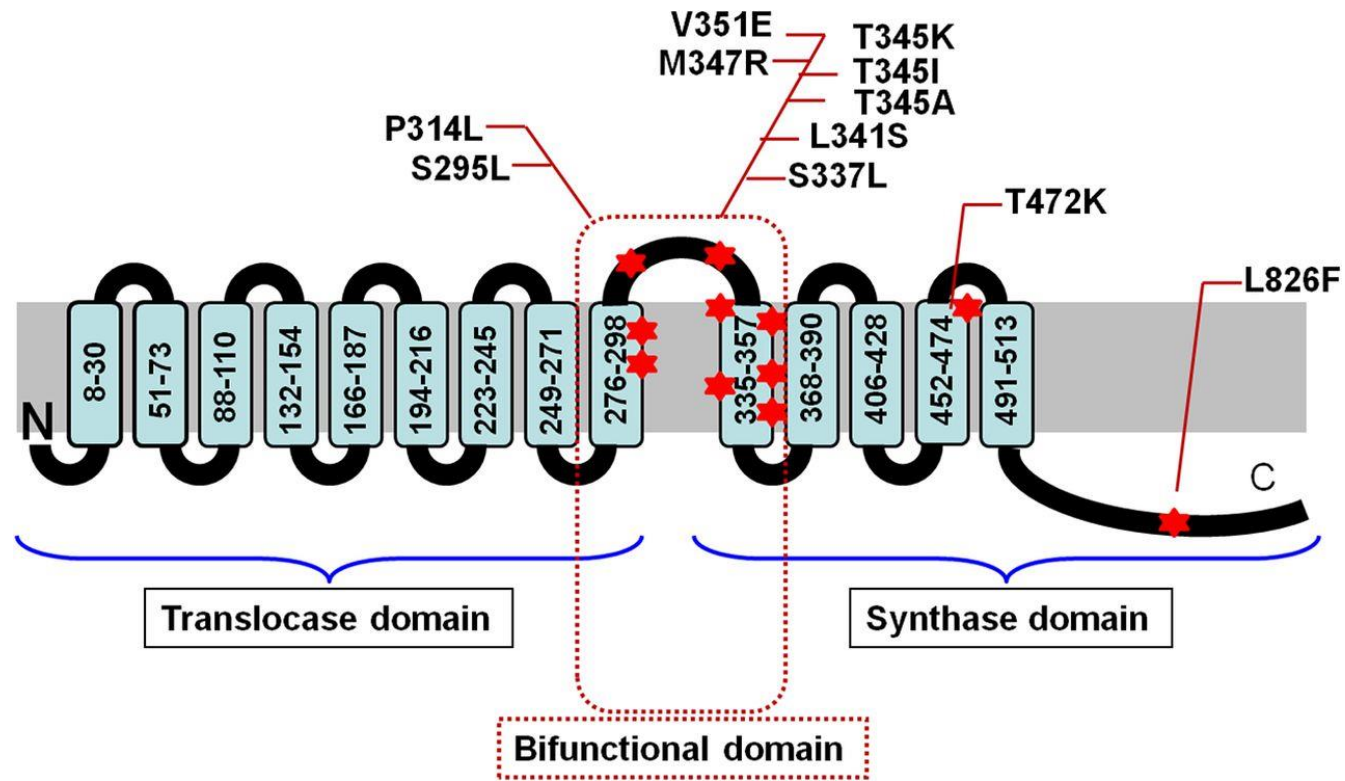 V351E
T345K
M347R
T345I
T345A
P314L
L341S
S295L
S337L
T472K
L826F
8-30
51-73
88-110
132-154
166-187
194-216
223-245
249-271
276-298
335-357
368-390
406-428
452-474
491-513
N
C
Translocase domain
Synthase domain
Bifunctional domain